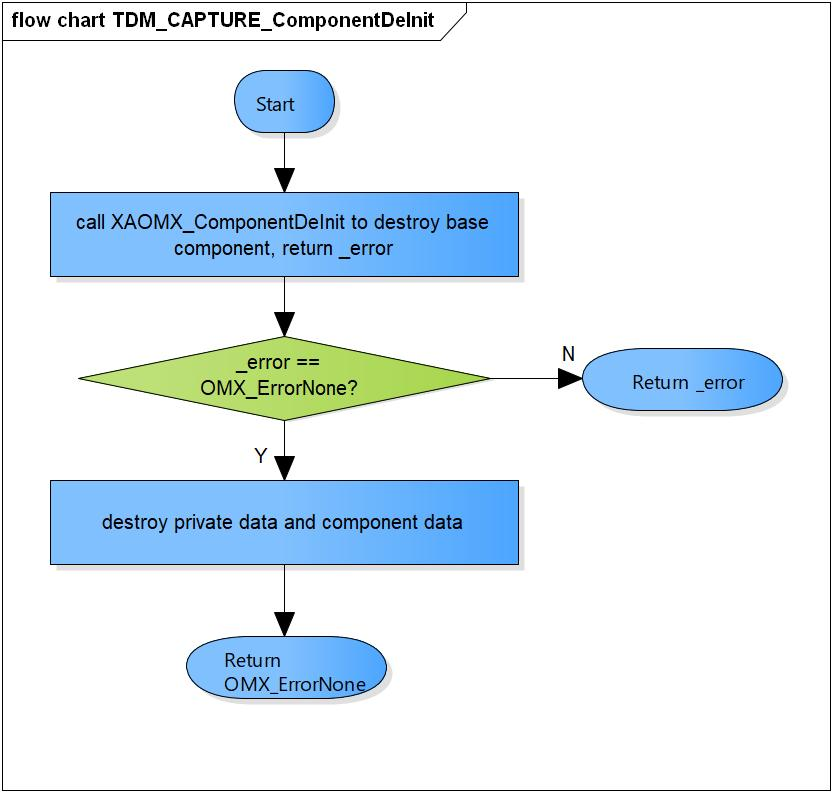 flow chart TDM_CAPTURE_ComponentDeInit
Start
call XAOMX_ComponentDeInit to destroy base
component, return _error
_error ==
OMX_ErrorNone?
N
Return _error
Y
destroy private data and component data
Return
OMX_ErrorNone